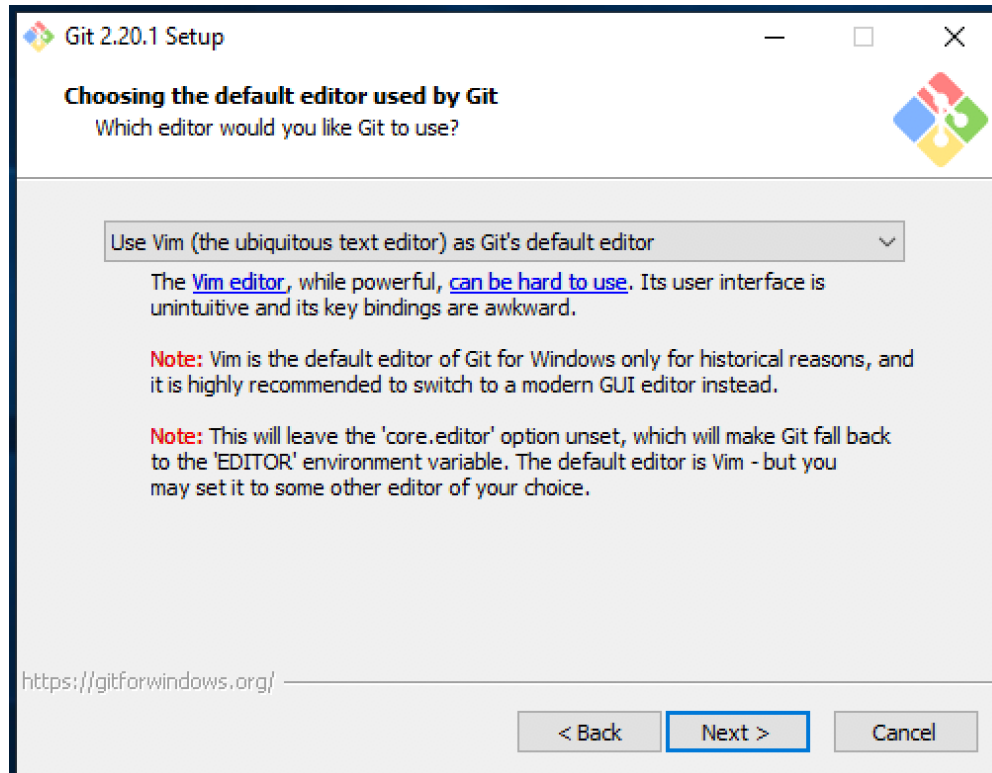 Git 2.20.1 Setup
Choosing the default editor used by Git
Which editor would you like Git to use?
Use Vim (the ubiquitous text editor) as Git's default editor
The Vim editor, while powerful, can be hard to use. Its user interface is
unintuitive and its key bindings are awkward.
Note: Vim is the default editor of Git for Windows only for historical reasons, and
it is highly recommended to switch to a modern GUI editor instead.
Note: This will leave the 'core.editor' option unset, which will make Git fall back
to the 'EDITOR' environment variable. The default editor is Vim - but you
may set it to some other editor of your choice.
https://gitforwindows.org/
< Back Next > Cancel